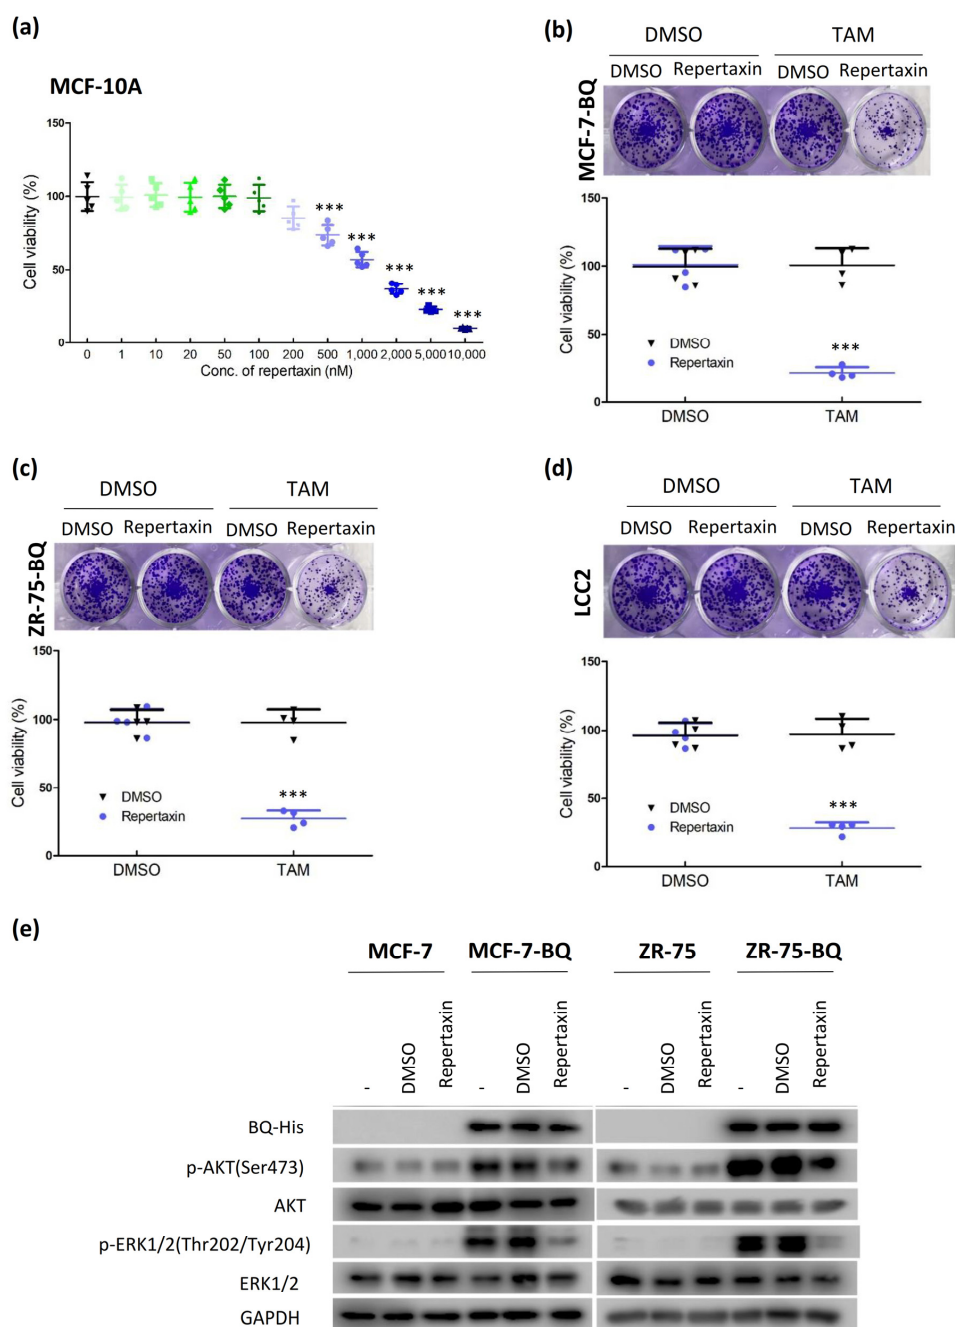 (a)
MCF-10A
Cell viability (%)
150
100
50
0
*** *** *** *** ***
0 1 10 20 50 100 200 500 1,000 2,000 5,000 10,000
Conc. of repertaxin (nM)
(b)
DMSO TAM
DMSO Repertaxin DMSO Repertaxin
MCF-7-BQ
Cell viability (%)
150
100
50
0
DMSO
Repertaxin
***
DMSO TAM
(c)
DMSO TAM
DMSO Repertaxin DMSO Repertaxin
ZR-75-BQ
Cell viability (%)
150
100
50
0
DMSO
Repertaxin
***
DMSO TAM
(d)
DMSO TAM
DMSO Repertaxin DMSO Repertaxin
LCC2
Cell viability (%)
150
100
50
0
DMSO
Repertaxin
***
DMSO TAM
(e)
MCF-7 MCF-7-BQ ZR-75 ZR-75-BQ
- DMSO Repertaxin - DMSO Repertaxin - DMSO Repertaxin - DMSO Repertaxin
BQ-His
p-AKT(Ser473)
AKT
p-ERK1/2(Thr202/Tyr204)
ERK1/2
GAPDH